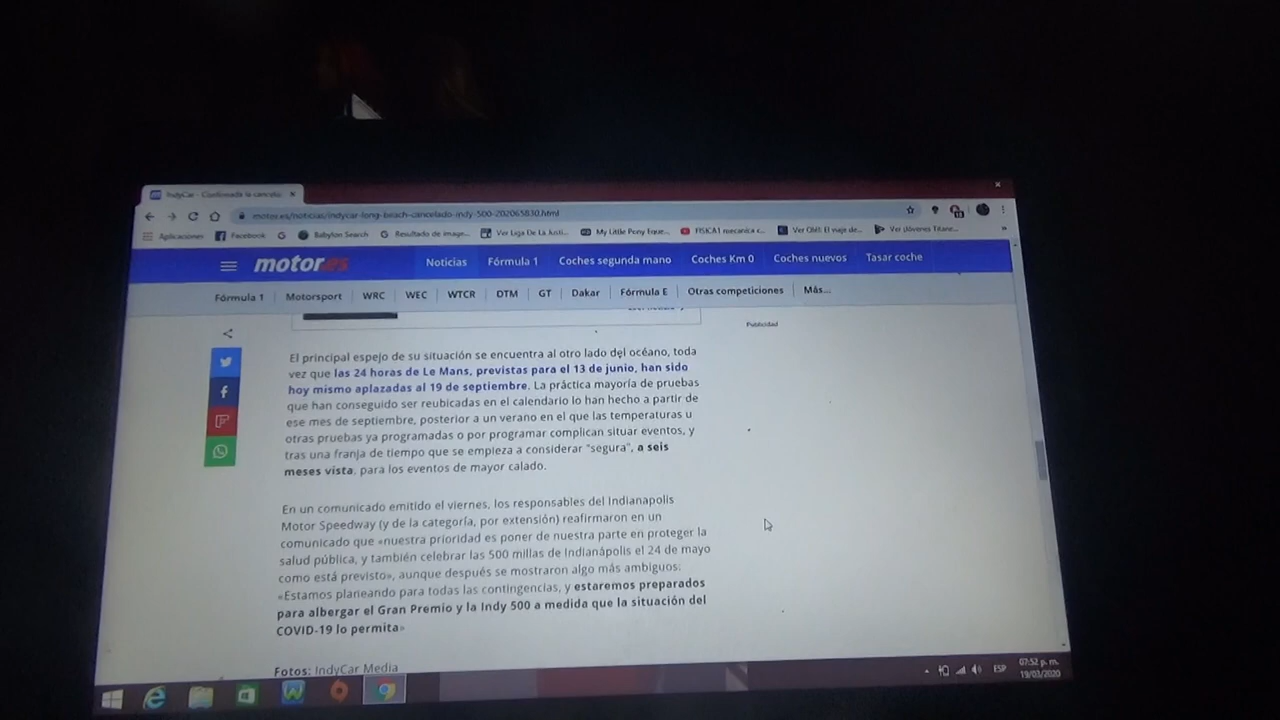 IndyCar - Confirmada la cancela
motor.es/noticias/indycar-long-beach-cancelado-indy-500-202065830.html
Aplicaciones Facebook Babylon Search Resultado de image... Ver Liga De La Justi... My Little Pony Eque... FISICA1 mecanica c... Ver OMI: El viaje de... Ver Jóvenes Titane...
motor.es Noticias Fórmula 1 Coches segunda mano Coches Km 0 Coches nuevos Tasar coche
Fórmula 1 Motorsport WRC WEC WTCR DTM GT Dakar Fórmula E Otras competiciones Más...
Publicidad
El principal espejo de su situación se encuentra al otro lado del océano, toda
vez que las 24 horas de Le Mans, previstas para el 13 de junio, han sido
hoy mismo aplazadas al 19 de septiembre. La práctica mayoría de pruebas
que han conseguido ser reubicadas en el calendario lo han hecho a partir de
ese mes de septiembre, posterior a un verano en el que las temperaturas u
otras pruebas ya programadas o por programar complican situar eventos, y
tras una franja de tiempo que se empieza a considerar "segura", a seis
meses vista, para los eventos de mayor calado.
En un comunicado emitido el viernes, los responsables del Indianapolis
Motor Speedway (y de la categoría, por extensión) reafirmaron en un
comunicado que «nuestra prioridad es poner de nuestra parte en proteger la
salud pública, y también celebrar las 500 millas de Indianápolis el 24 de mayo
como está previsto», aunque después se mostraron algo más ambiguos:
«Estamos planeando para todas las contingencias, y estaremos preparados
para albergar el Gran Premio y la Indy 500 a medida que la situación del
COVID-19 lo permita»
Fotos: IndyCar Media
ESP
07:52 p. m.
19/03/2020